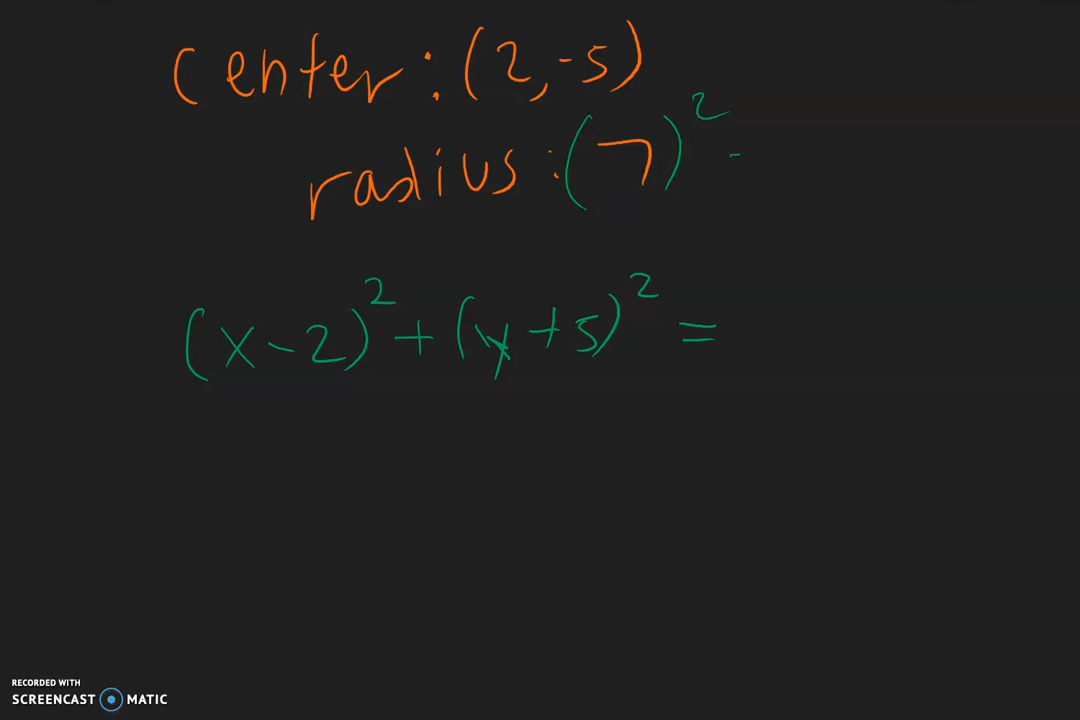 center: (2, -5)
radius: (7)² -
(x - 2)² + (y + 5)² =
RECORDED WITH
SCREENCAST MATIC